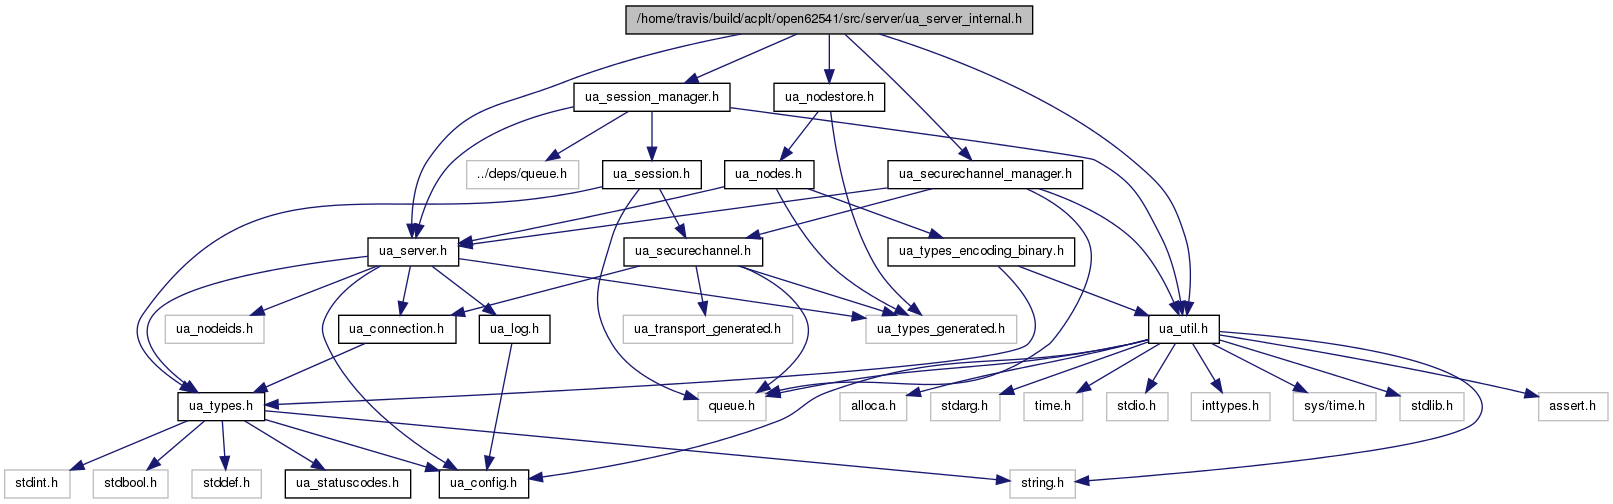 /home/travis/build/acplt/open62541/src/server/ua_server_internal.h
ua_session_manager.h
ua_nodestore.h
../deps/queue.h
ua_session.h
ua_nodes.h
ua_securechannel_manager.h
ua_server.h
ua_securechannel.h
ua_types_encoding_binary.h
ua_nodeids.h
ua_connection.h
ua_log.h
ua_transport_generated.h
ua_types_generated.h
ua_util.h
ua_types.h
queue.h
alloca.h
stdarg.h
time.h
stdio.h
inttypes.h
sys/time.h
stdlib.h
assert.h
stdint.h
stdbool.h
stddef.h
ua_statuscodes.h
ua_config.h
string.h